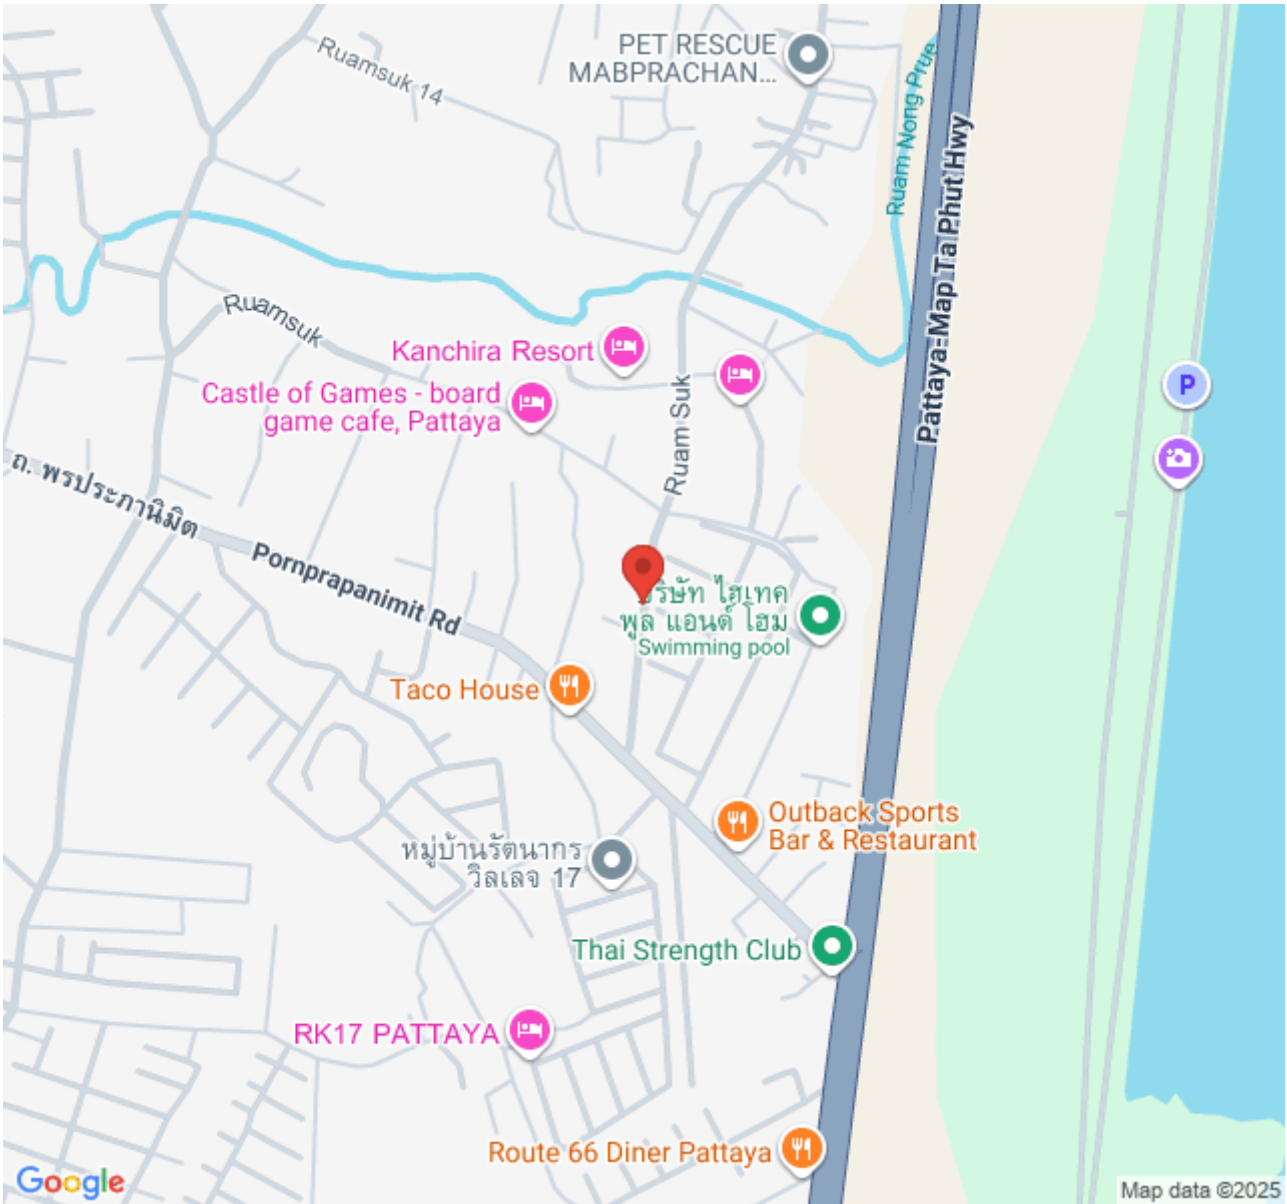 Ruamsuk 14
PET RESCUE
MABPRACHAN...
Ruam Nong Prue
Pattaya-Map Ta Phut Hwy
Ruamsuk
Kanchira Resort
Castle of Games - board
game cafe, Pattaya
Ruam Suk
P
ถ. พรประภานิมิต
Pornprapanimit Rd
ริษัท ไฮเทค
พูล แอนด์ โฮม
Swimming pool
Taco House
Outback Sports
Bar & Restaurant
หมู่บ้านรัตนากร
วิลเลจ 17
Thai Strength Club
RK17 PATTAYA
Route 66 Diner Pattaya
Google
Map data ©2025